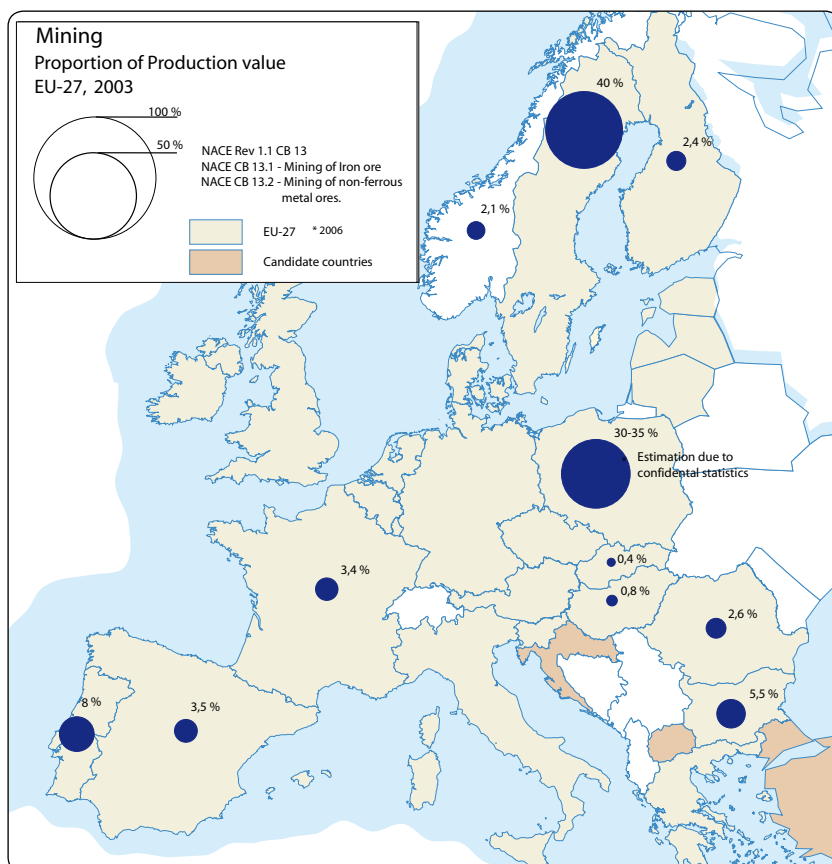 Mining
Proportion of Production value
EU-27, 2003
100 %
50 %
NACE Rev 1.1 CB 13
NACE CB 13.1 - Mining of Iron ore
NACE CB 13.2 - Mining of non-ferrous
metal ores.
EU-27 * 2006
Candidate countries
40 %
2,4 %
2,1 %
30-35 %
Estimation due to
confidental statistics
0,4 %
0,8 %
3,4 %
2,6 %
5,5 %
8 %
3,5 %